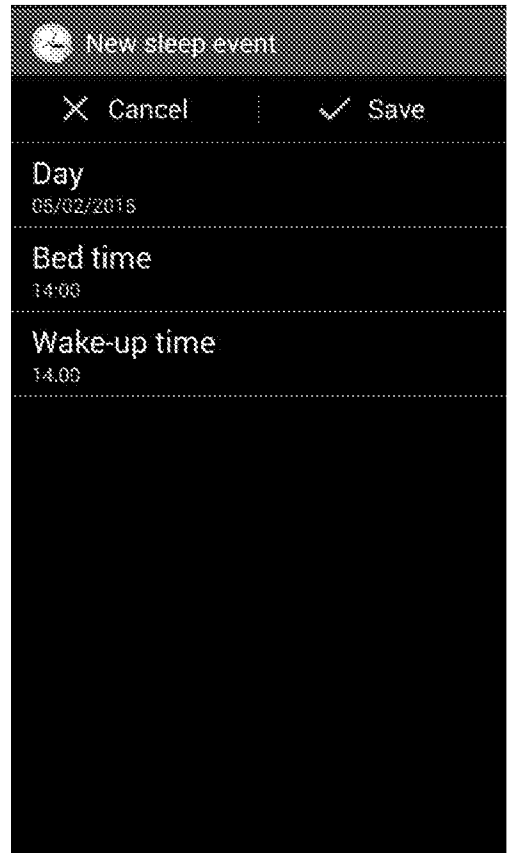 New sleep event
Cancel
Save
Day
05/02/2015
Bed time
14:00
Wake-up time
14.00